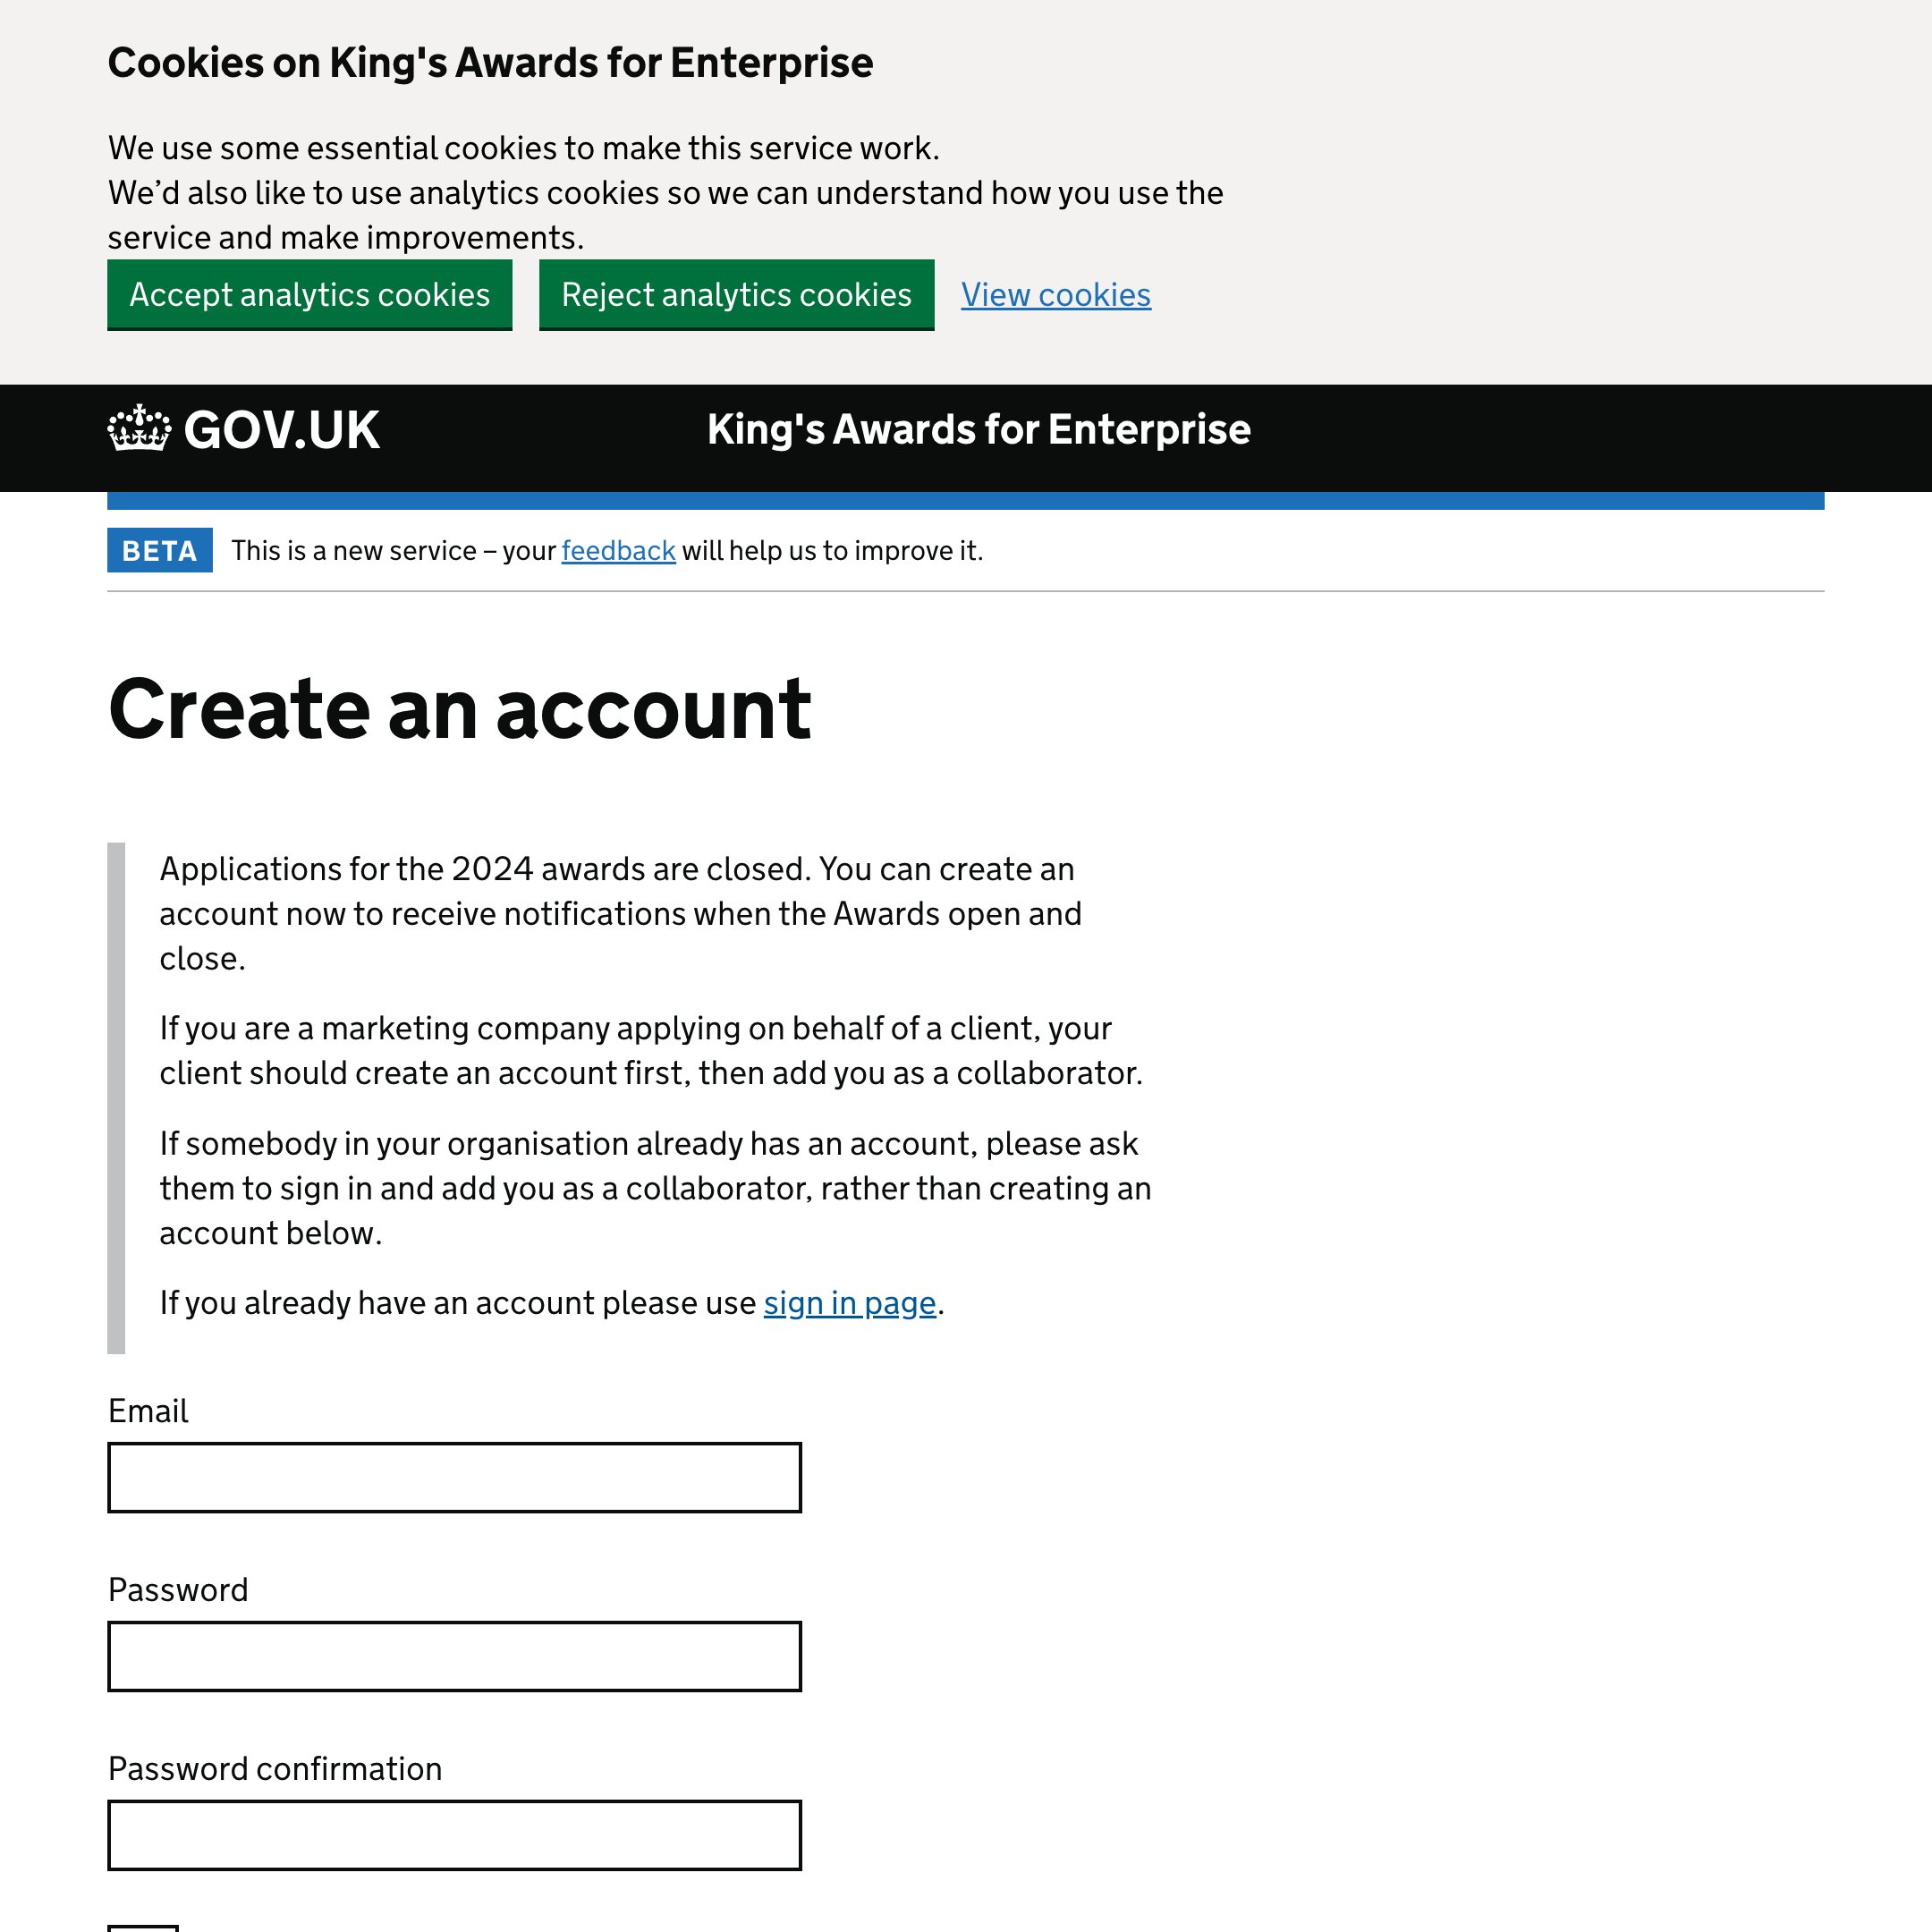 Cookies on King's Awards for Enterprise
We use some essential cookies to make this service work.
We’d also like to use analytics cookies so we can understand how you use the
service and make improvements.
Accept analytics cookies
Reject analytics cookies
View cookies
GOV.UK
King's Awards for Enterprise
BETA
This is a new service – your feedback will help us to improve it.
Create an account
Applications for the 2024 awards are closed. You can create an
account now to receive notifications when the Awards open and
close.
If you are a marketing company applying on behalf of a client, your
client should create an account first, then add you as a collaborator.
If somebody in your organisation already has an account, please ask
them to sign in and add you as a collaborator, rather than creating an
account below.
If you already have an account please use sign in page.
Email
Password
Password confirmation